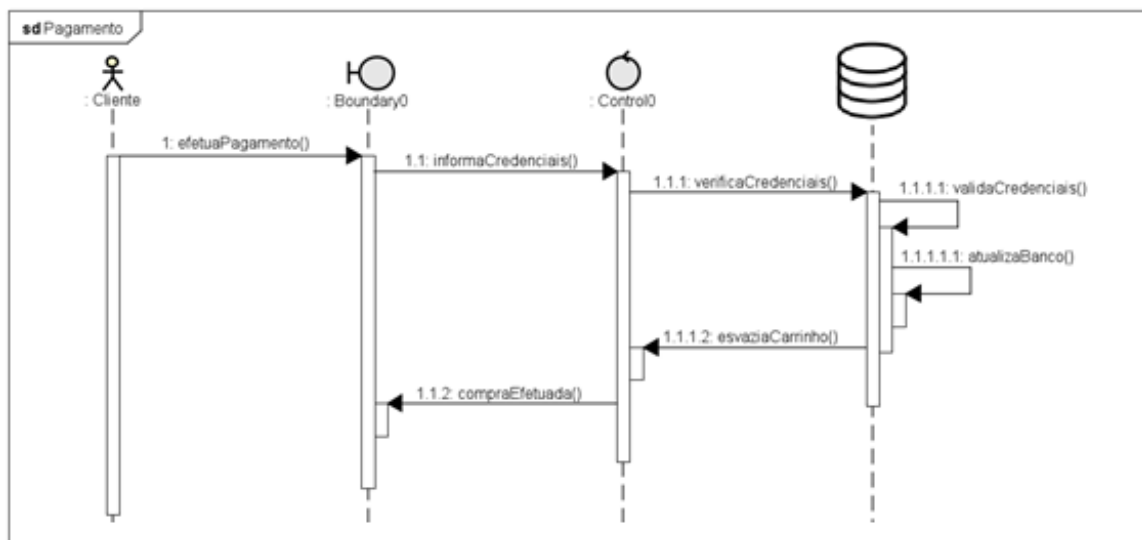 sd Pagamento
: Cliente
: Boundary0
: Control0
1: efetuaPagamento()
1.1: informaCredenciais()
1.1.1: verificaCredenciais()
1.1.1.1: validaCredenciais()
1.1.1.1.1: atualizaBanco()
1.1.1.2: esvaziaCarrinho()
1.1.2: compraEfetuada()